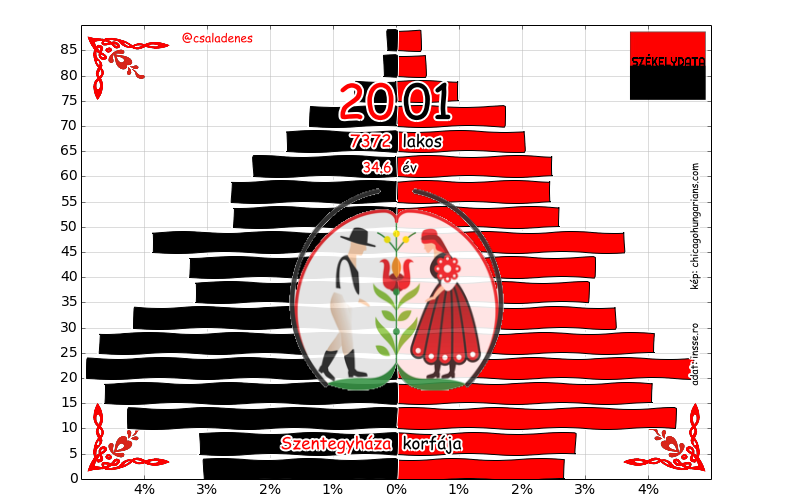 @csaladenes
SZÉKELYDATA
2001
7372 lakos
34.6 év
kép: chicagohungarians.com
adat: insse.ro
Szentegyháza korfája
85
80
75
70
65
60
55
50
45
40
35
30
25
20
15
10
5
0
4% 3% 2% 1% 0% 1% 2% 3% 4%